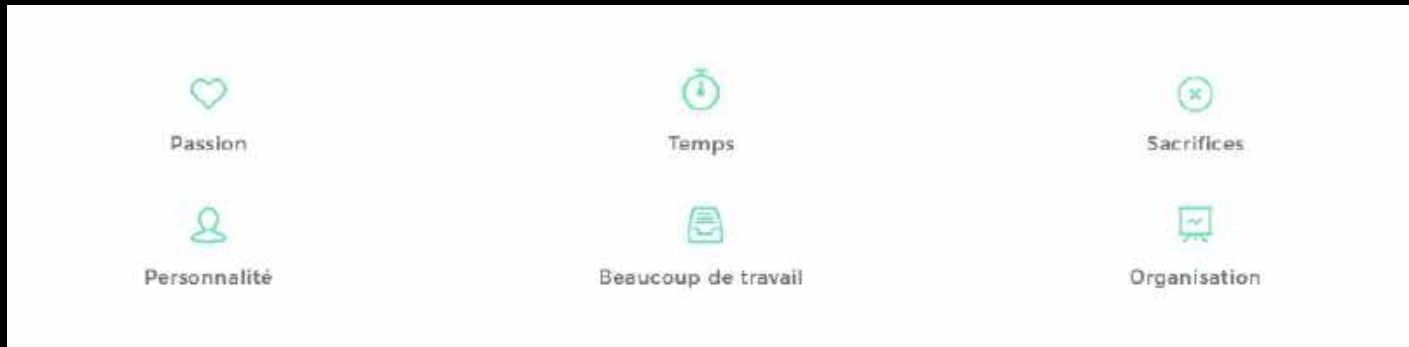 Passion
Temps
Sacrifices
Personnalité
Beaucoup de travail
Organisation